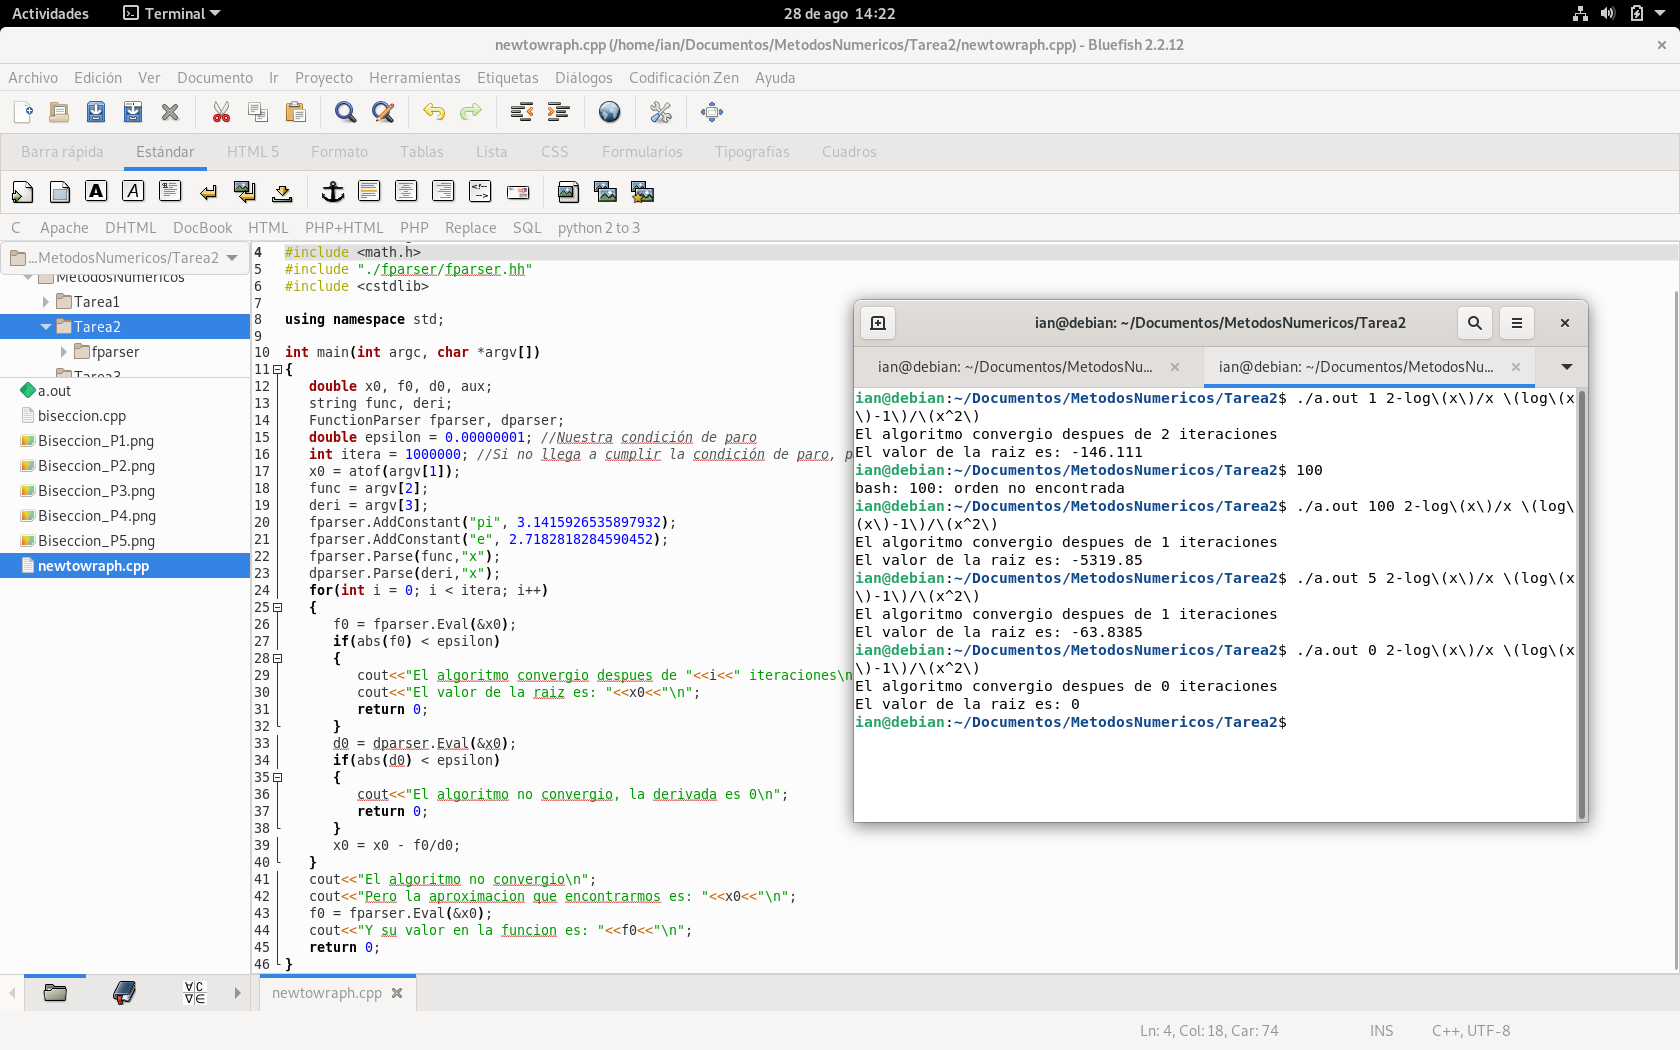 Actividades
Terminal
28 de ago 14:22
newtowraph.cpp (/home/ian/Documentos/MetodosNumericos/Tarea2/newtowraph.cpp) - Bluefish 2.2.12
Archivo Edición Ver Documento Ir Proyecto Herramientas Etiquetas Diálogos Codificación Zen Ayuda
Barra rápida Estándar HTML 5 Formato Tablas Lista CSS Formularios Tipografías Cuadros
C Apache DHTML DocBook HTML PHP+HTML PHP Replace SQL python 2 to 3
...MetodosNumericos/Tarea2
MetodosNumericos
Tarea1
Tarea2
fparser
Tarea3
a.out
biseccion.cpp
Biseccion_P1.png
Biseccion_P2.png
Biseccion_P3.png
Biseccion_P4.png
Biseccion_P5.png
newtowraph.cpp
4 #include <math.h>
5 #include "./fparser/fparser.hh"
6 #include <cstdlib>
7
8 using namespace std;
9
10 int main(int argc, char *argv[])
11 {
12 double x0, f0, d0, aux;
13 string func, deri;
14 FunctionParser fparser, dparser;
15 double epsilon = 0.00000001; //Nuestra condición de paro
16 int itera = 1000000; //Si no llega a cumplir la condición de paro, p
17 x0 = atof(argv[1]);
18 func = argv[2];
19 deri = argv[3];
20 fparser.AddConstant("pi", 3.1415926535897932);
21 fparser.AddConstant("e", 2.7182818284590452);
22 fparser.Parse(func,"x");
23 dparser.Parse(deri,"x");
24 for(int i = 0; i < itera; i++)
25 {
26 f0 = fparser.Eval(&x0);
27 if(abs(f0) < epsilon)
28 {
29 cout<<"El algoritmo convergio despues de "<<i<<" iteraciones\n
30 cout<<"El valor de la raiz es: "<<x0<<"\n";
31 return 0;
32 }
33 d0 = dparser.Eval(&x0);
34 if(abs(d0) < epsilon)
35 {
36 cout<<"El algoritmo no convergio, la derivada es 0\n";
37 return 0;
38 }
39 x0 = x0 - f0/d0;
40 }
41 cout<<"El algoritmo no convergio\n";
42 cout<<"Pero la aproximacion que encontrarmos es: "<<x0<<"\n";
43 f0 = fparser.Eval(&x0);
44 cout<<"Y su valor en la funcion es: "<<f0<<"\n";
45 return 0;
46 }
ian@debian: ~/Documentos/MetodosNumericos/Tarea2
ian@debian: ~/Documentos/MetodosNu...
ian@debian: ~/Documentos/MetodosNu...
ian@debian:~/Documentos/MetodosNumericos/Tarea2$ ./a.out 1 2-log\(x\)/x \(log\(x
\)-1\)/\(x^2\)
El algoritmo convergio despues de 2 iteraciones
El valor de la raiz es: -146.111
ian@debian:~/Documentos/MetodosNumericos/Tarea2$ 100
bash: 100: orden no encontrada
ian@debian:~/Documentos/MetodosNumericos/Tarea2$ ./a.out 100 2-log\(x\)/x \(log\
(x\)-1\)/\(x^2\)
El algoritmo convergio despues de 1 iteraciones
El valor de la raiz es: -5319.85
ian@debian:~/Documentos/MetodosNumericos/Tarea2$ ./a.out 5 2-log\(x\)/x \(log\(x
\)-1\)/\(x^2\)
El algoritmo convergio despues de 1 iteraciones
El valor de la raiz es: -63.8385
ian@debian:~/Documentos/MetodosNumericos/Tarea2$ ./a.out 0 2-log\(x\)/x \(log\(x
\)-1\)/\(x^2\)
El algoritmo convergio despues de 0 iteraciones
El valor de la raiz es: 0
ian@debian:~/Documentos/MetodosNumericos/Tarea2$
newtowraph.cpp
Ln: 4, Col: 18, Car: 74
INS
C++, UTF-8